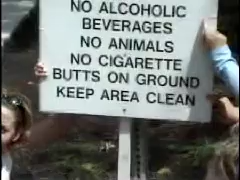 NO ALCOHOLIC
BEVERAGES
NO ANIMALS
NO CIGARETTE
BUTTS ON GROUND
KEEP AREA CLEAN